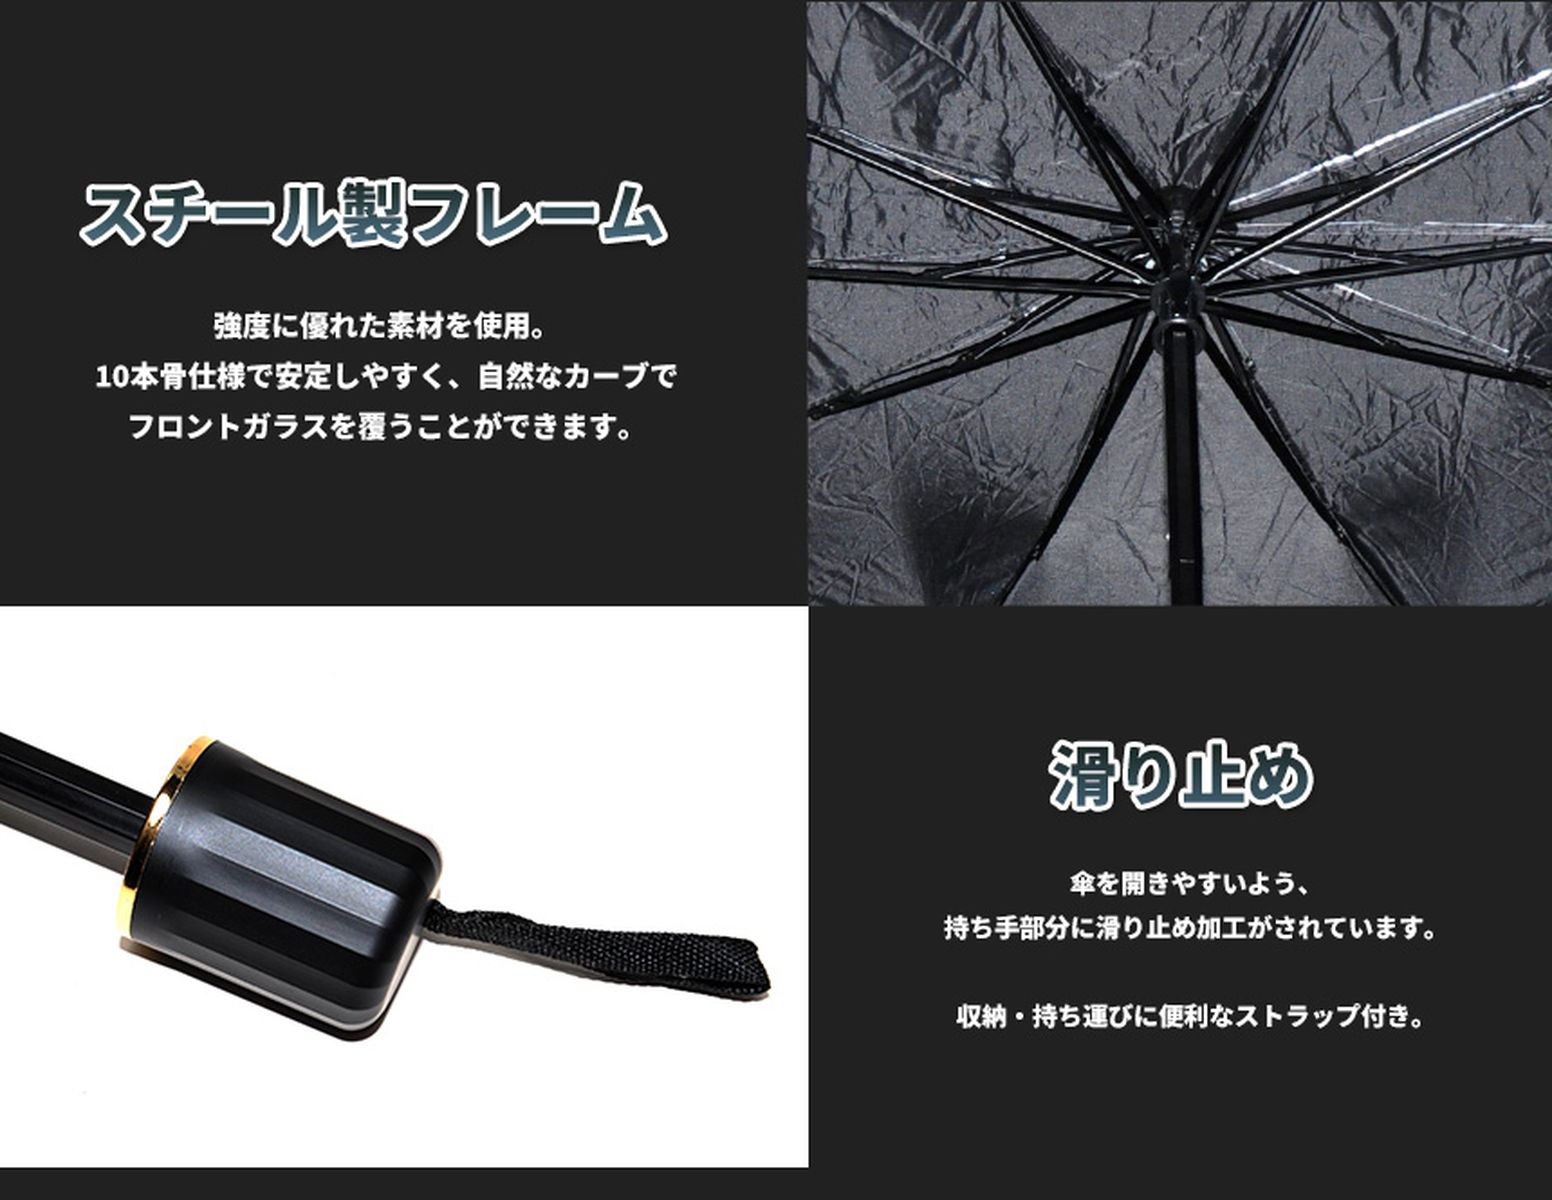 スチール製フレーム
強度に優れた素材を使用。
10本骨仕様で安定しやすく、自然なカーブで
フロントガラスを覆うことができます。
滑り止め
傘を開きやすいよう、
持ち手部分に滑り止め加工がされています。
収納・持ち運びに便利なストラップ付き。